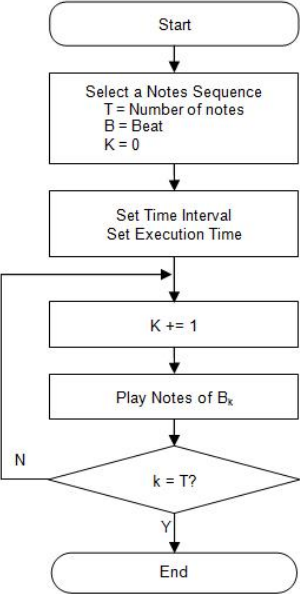 Start
Select a Notes Sequence
T = Number of notes
B = Beat
K = 0
Set Time Interval
Set Execution Time
K += 1
Play Notes of Bₖ
N
k = T?
Y
End